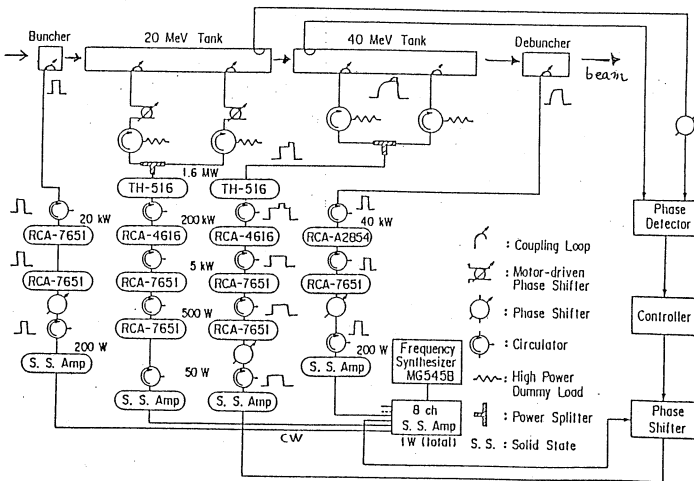 Buncher
20 MeV Tank
40 MeV Tank
Debuncher
beam
1.6 MW
TH-516
TH-516
20 kW
200kW
40 kW
RCA-7651
RCA-4616
RCA-4616
RCA-A2854
5 kW
RCA-7651
RCA-7651
RCA-7651
RCA-7651
500 W
RCA-7651
RCA-7651
200 W
50 W
200 W
S. S. Amp
S. S. Amp
S. S. Amp
S. S. Amp
Frequency
Synthesizer
MG545B
8 ch
S. S. Amp
1W (total)
CW
: Coupling Loop
: Motor-driven
Phase Shifter
: Phase Shifter
: Circulator
: High Power
Dummy Load
: Power Splitter
S. S. : Solid State
Phase
Detector
Controller
Phase
Shifter